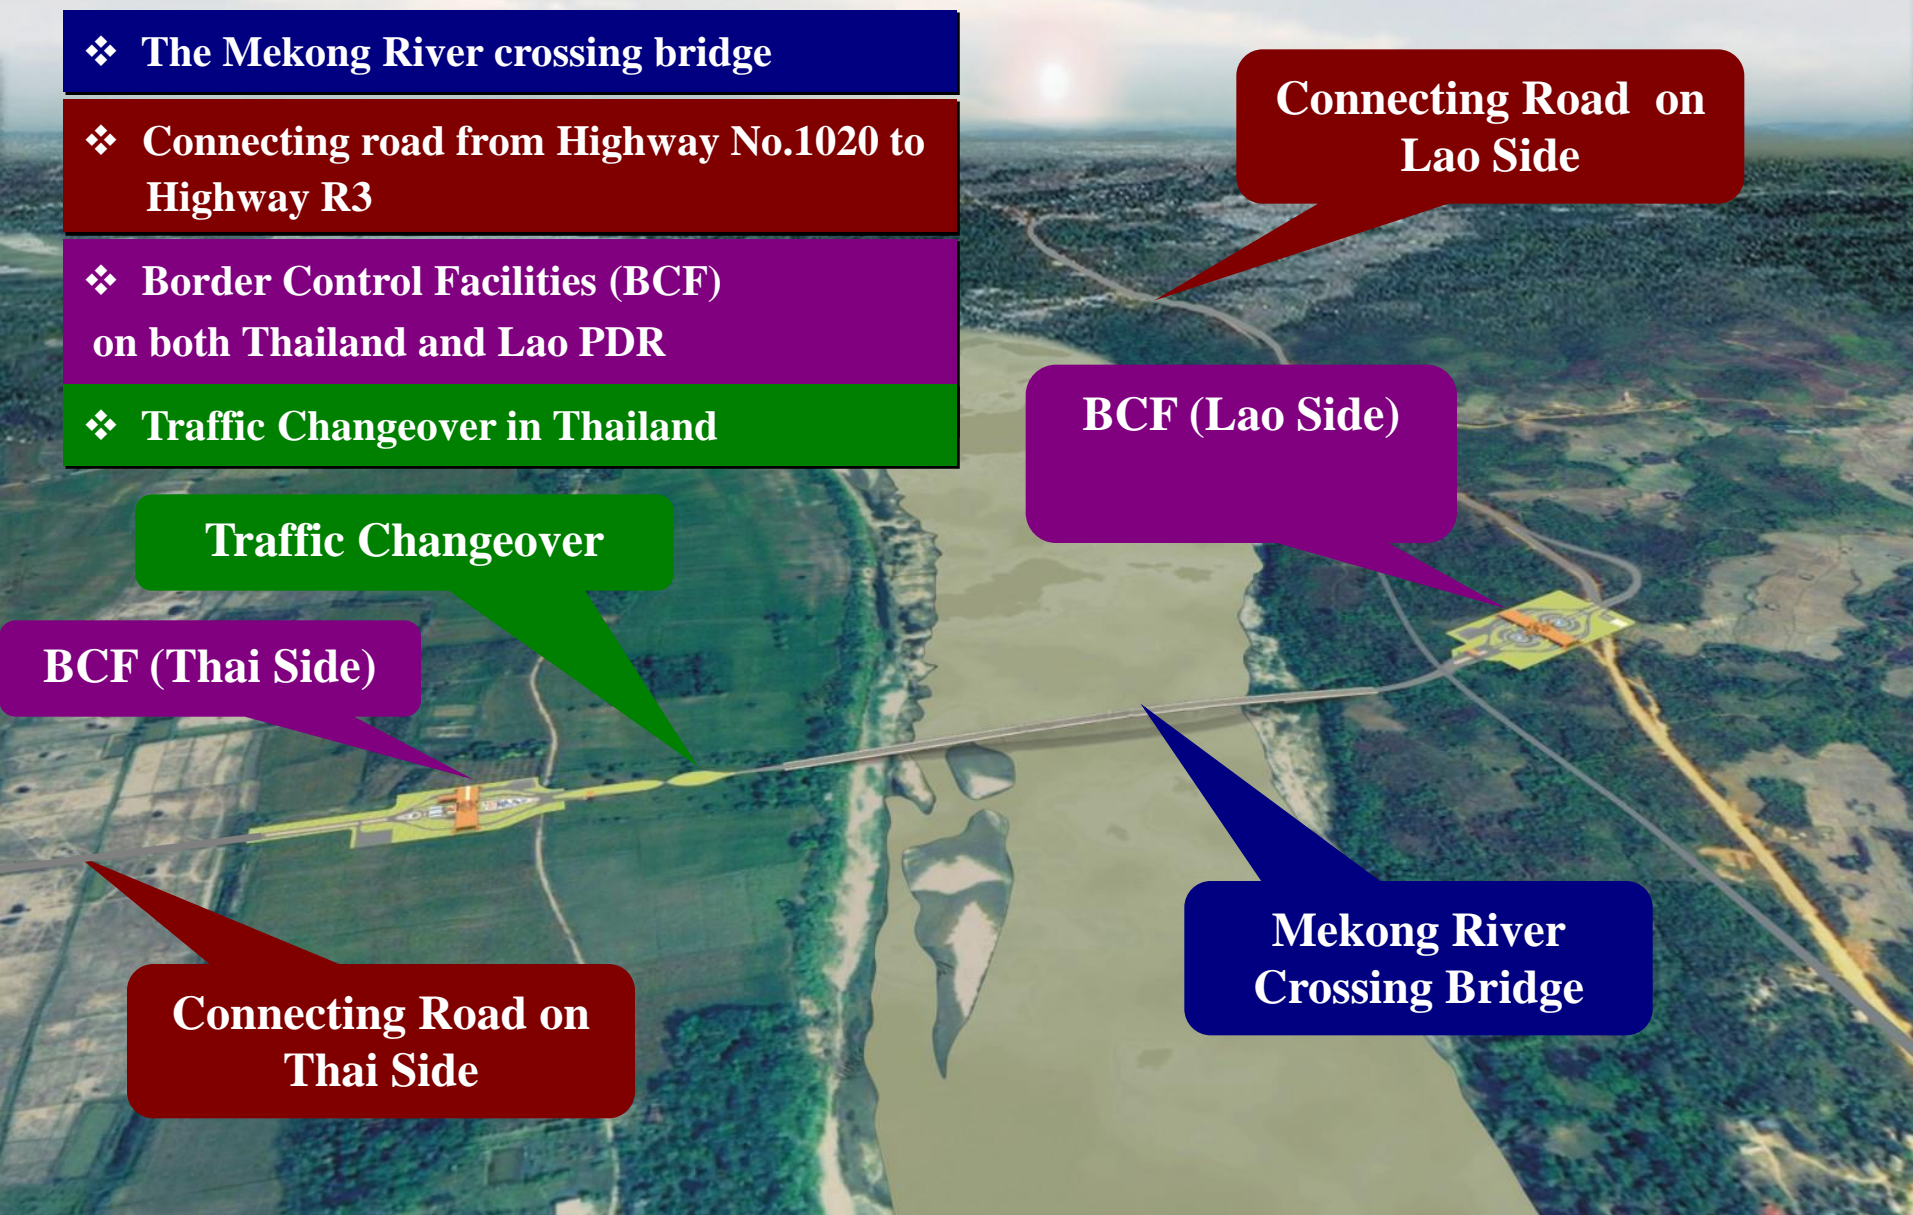 ❖ The Mekong River crossing bridge
❖ Connecting road from Highway No.1020 to
Highway R3
❖ Border Control Facilities (BCF)
on both Thailand and Lao PDR
❖ Traffic Changeover in Thailand
Connecting Road on
Lao Side
BCF (Lao Side)
Traffic Changeover
BCF (Thai Side)
Mekong River
Crossing Bridge
Connecting Road on
Thai Side